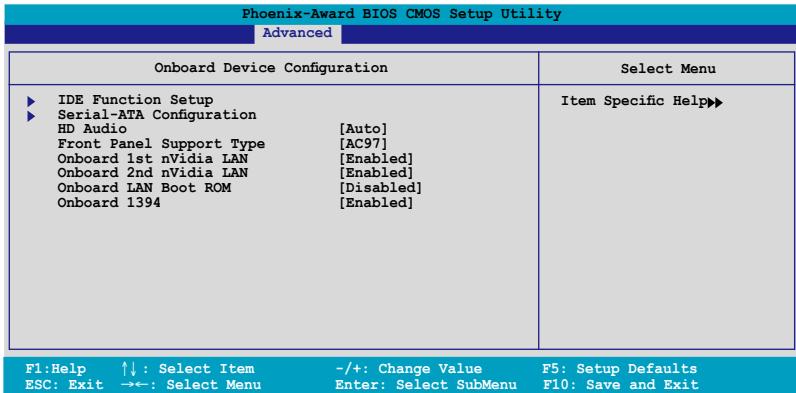 Phoenix-Award BIOS CMOS Setup Utility
Advanced
Onboard Device Configuration
Select Menu
IDE Function Setup
Serial-ATA Configuration
HD Audio [Auto]
Front Panel Support Type [AC97]
Onboard 1st nVidia LAN [Enabled]
Onboard 2nd nVidia LAN [Enabled]
Onboard LAN Boot ROM [Disabled]
Onboard 1394 [Enabled]
Item Specific Help▶▶
F1:Help ↑↓: Select Item -/+: Change Value F5: Setup Defaults
ESC: Exit →←: Select Menu Enter: Select SubMenu F10: Save and Exit